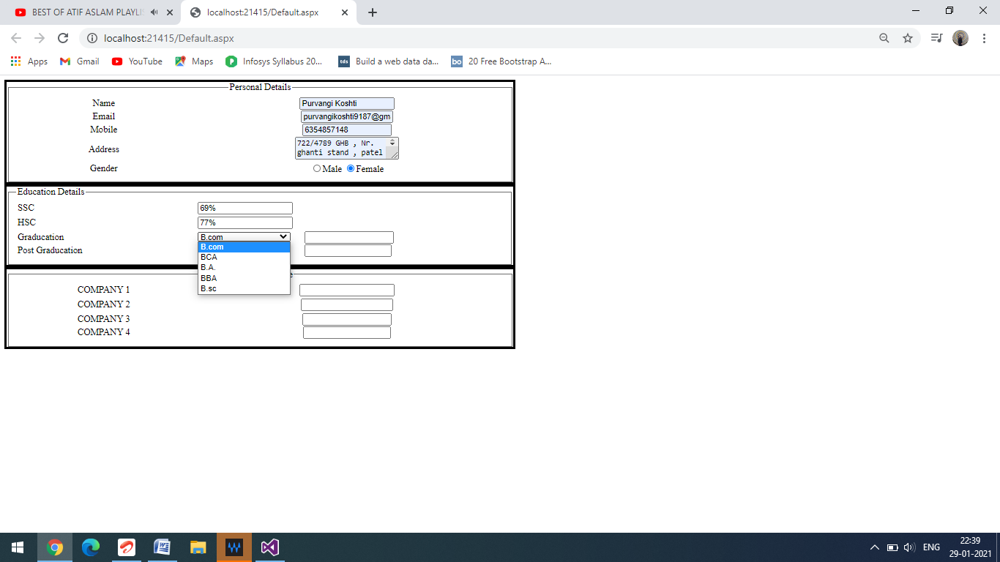 BEST OF ATIF ASLAM PLAYLIS
localhost:21415/Default.aspx
localhost:21415/Default.aspx
Apps Gmail YouTube Maps Infosys Syllabus 20... tds Build a web data da... bo 20 Free Bootstrap A...
Personal Details
Name Purvangi Koshti
Email purvangikoshti9187@gm
Mobile 6354857148
Address 722/4789 GHB , Nr.
ghanti stand , patel
Gender Male Female
Education Details
SSC 69%
HSC 77%
Graducation B.com
Post Graducation
B.com
BCA
B.A.
BBA
B.sc
COMPANY 1
COMPANY 2
COMPANY 3
COMPANY 4
ENG
22:39
29-01-2021